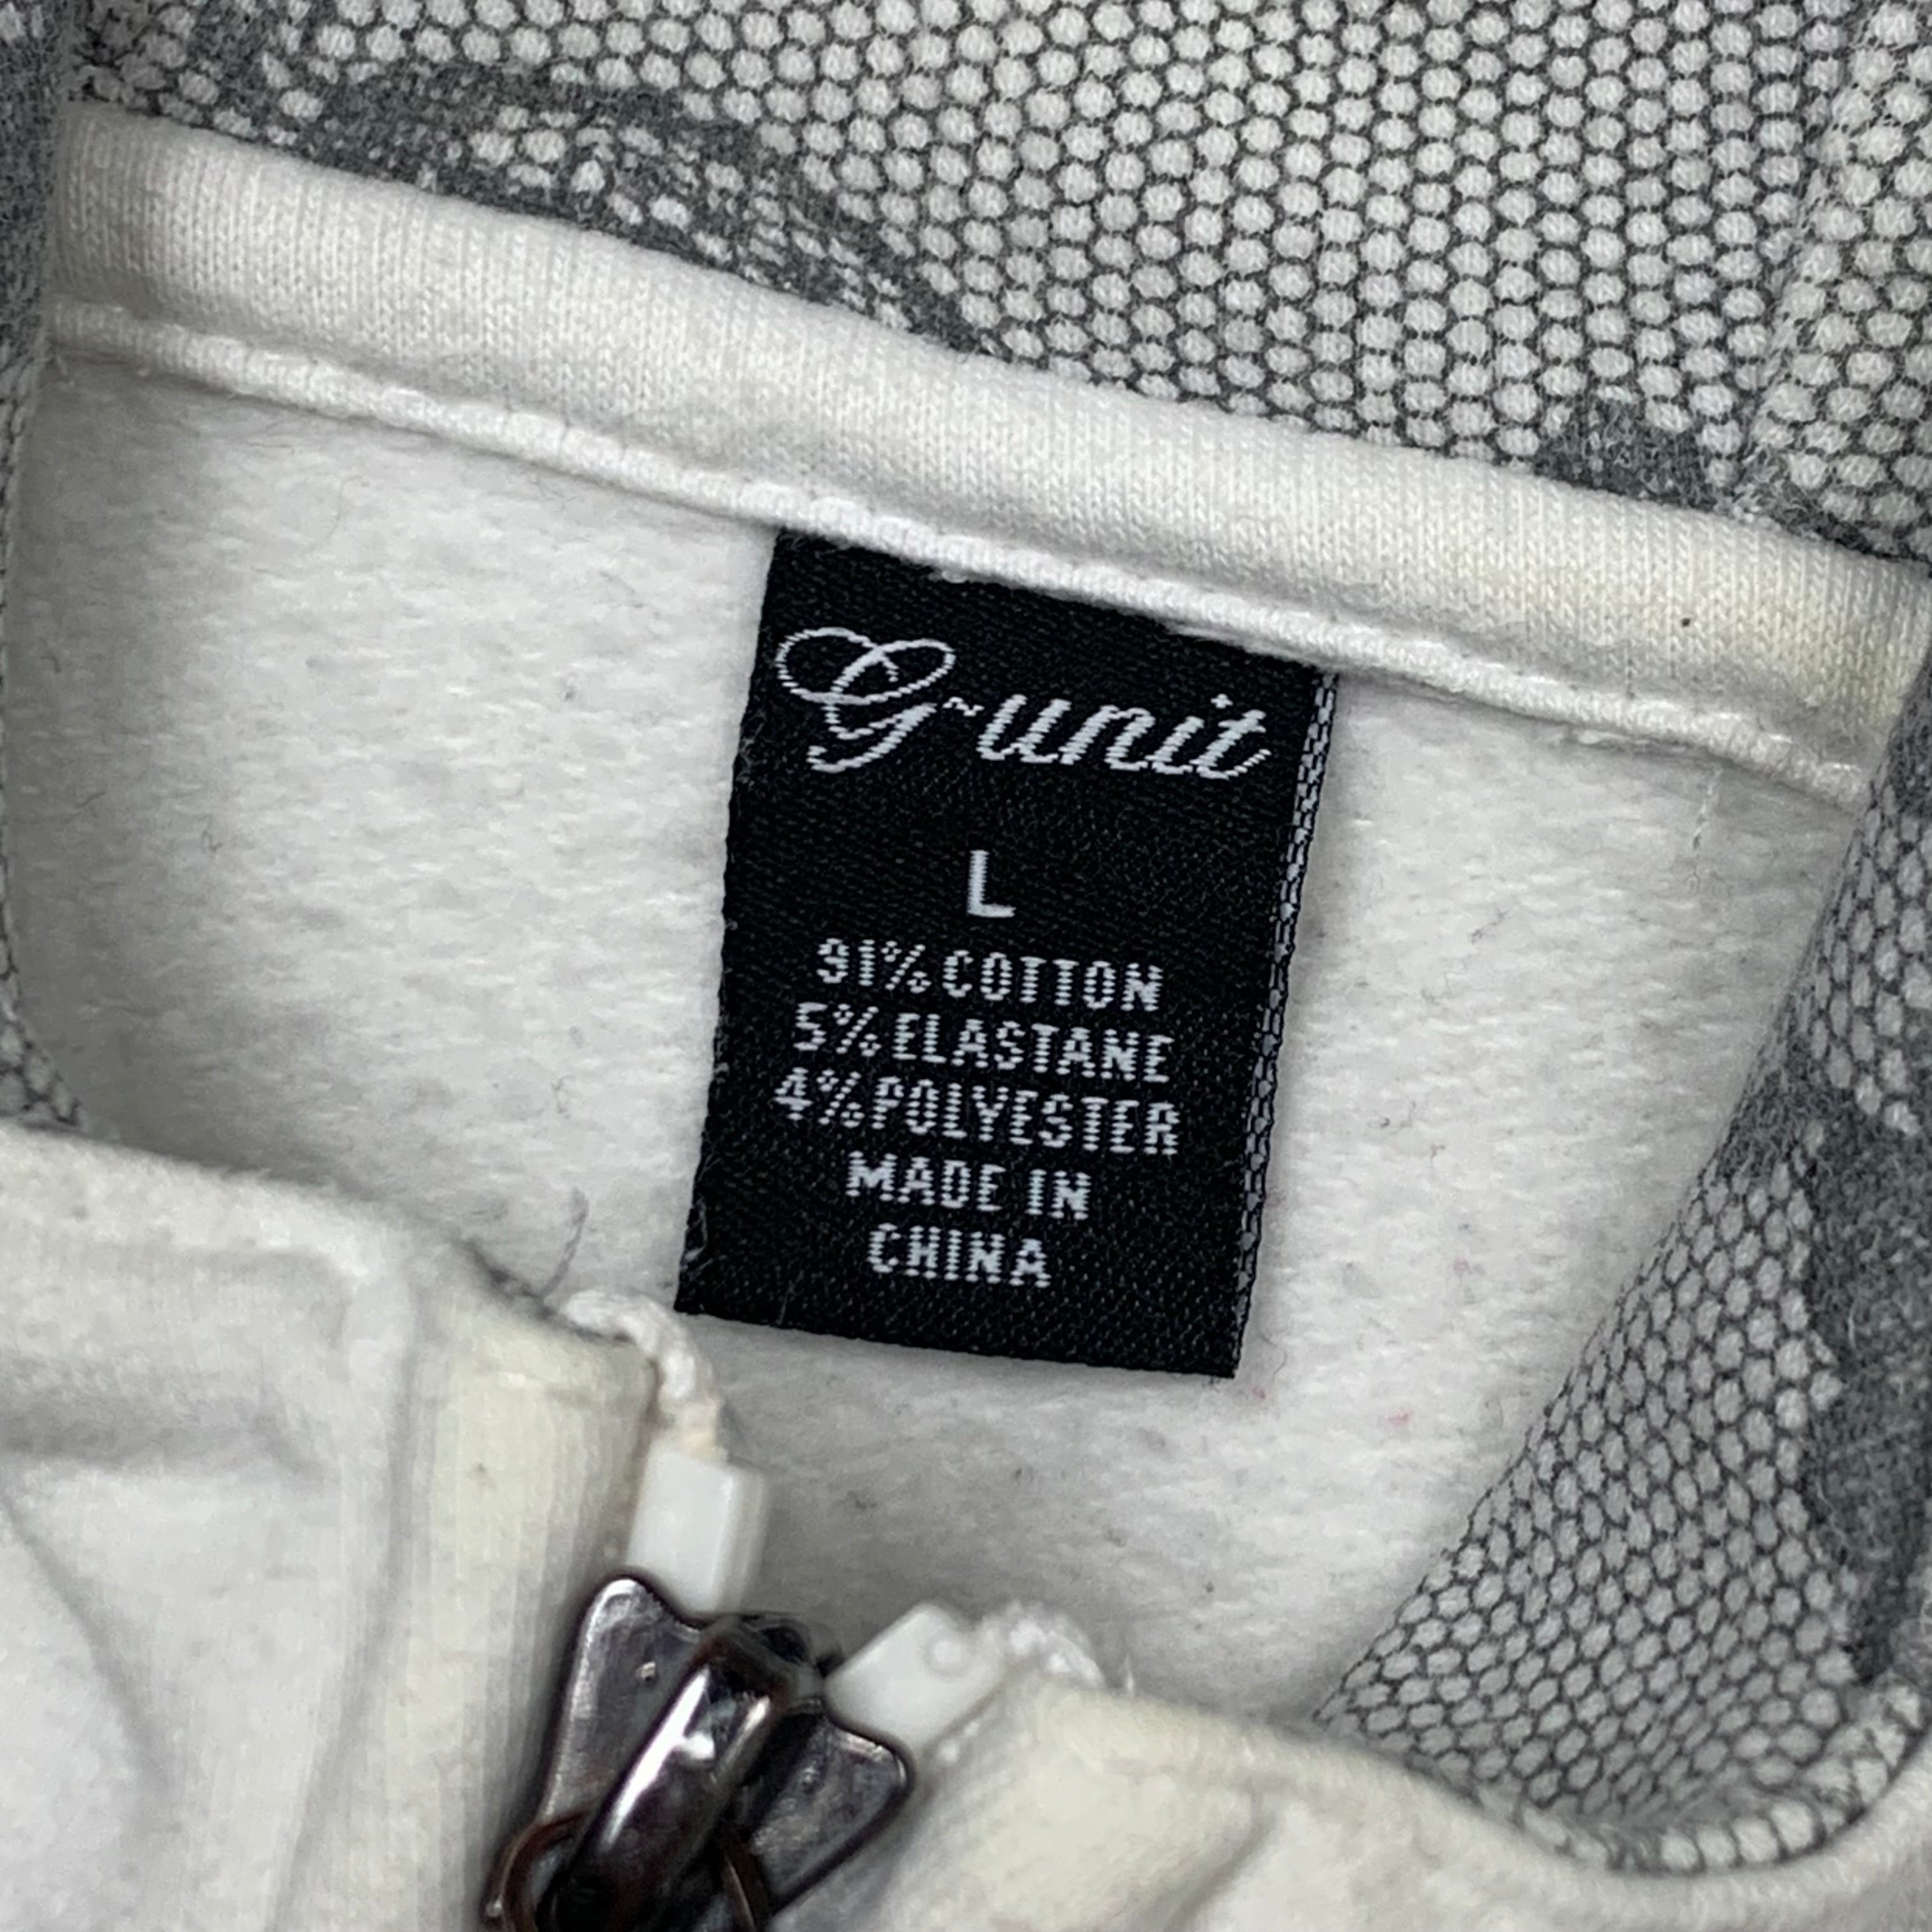 G~unit
L
91% COTTON
5% ELASTANE
4% POLYESTER
MADE IN
CHINA